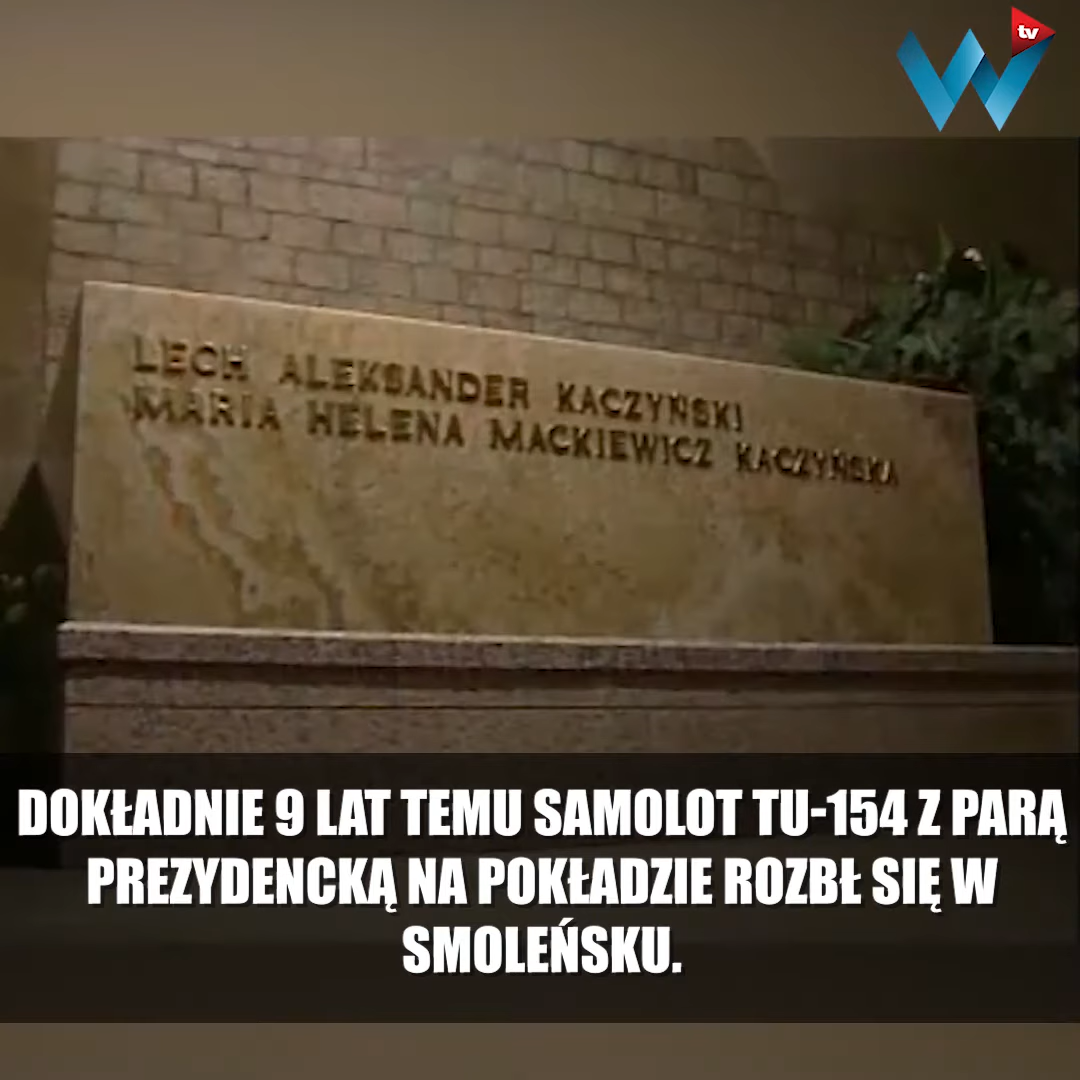 tv
LECH ALEKSANDER KACZYŃSKI
MARIA HELENA MACKIEWICZ KACZYŃSKA
DOKŁADNIE 9 LAT TEMU SAMOLOT TU-154 Z PARĄ
PREZYDENCKĄ NA POKŁADZIE ROZBŁ SIĘ W
SMOLEŃSKU.